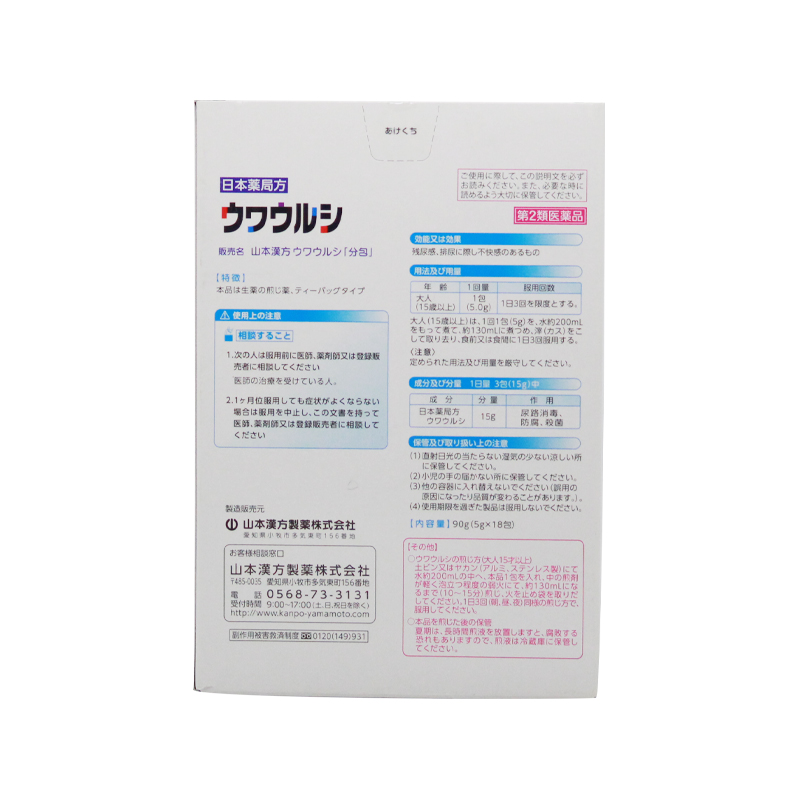 あけくち
日本薬局方
ウワウルシ
販売名 山本漢方 ウワウルシ「分包」
【特徴】
本品は生薬の煎じ薬、ティーバッグタイプ
使用上の注意
相談すること
1.次の人は服用前に医師、薬剤師又は登録販
売者に相談してください
医師の治療を受けている人。
2.1ヶ月位服用しても症状がよくならない
場合は服用を中止し、この文書を持って
医師、薬剤師又は登録販売者に相談して
ください
製造販売元
山本漢方製薬株式会社
愛知県小牧市多気東町156番地
お客様相談窓口
山本漢方製薬株式会社
〒485-0035 愛知県小牧市多気東町156番地
電話 0568-73-3131
受付時間 9:00~17:00(土、日、祝日を除く)
http://www.kanpo-yamamoto.com/
副作用被害救済制度 0120(149)931
ご使用に際して、この説明文を必ず
お読みください。また、必要な時に
読めるよう大切に保管してください。
第2類医薬品
効能又は効果
残尿感、排尿に際し不快感のあるもの
用法及び用量
年齢 1回量 服用回数
大人
(15歳以上) 1包
(5.0g) 1日3回を限度とする。
大人(15歳以上)は、1回1包(5g)を、水約200mL
をもって煮て、約130mLに煮つめ、滓(カス)をこ
して取り去り、食前又は食間に1日3回服用する。
〈注意〉
定められた用法及び用量を厳守してください。
成分及び分量 1日量 3包(15g)中
成分 分量 作用
日本薬局方
ウワウルシ 15g 尿路消毒、
防腐、殺菌
保管及び取り扱い上の注意
(1)直射日光の当たらない湿気の少ない涼しい所
に保管してください。
(2)小児の手の届かない所に保管してください。
(3)他の容器に入れ替えないでください(誤用の
原因になったり品質が変わることがあります。)。
(4)使用期限を過ぎた製品は服用しないでください。
【内容量】90g(5g×18包)
【その他】
○ウワウルシの煎じ方(大人15才以上)
土ビン又はヤカン(アルミ、ステンレス製)にて
水約200mLの中へ、本品1包を入れ、中の煎剤
が軽く泡立つ程度の弱火にて、約130mLに
なるまで(10~15分)煎じ、火を止め袋を取りだ
してください。1日3回(朝、昼、夜)同様の煎じ方で、
服用してください。
○本品を煎じた後の保管
夏期は、長時間煎液を放置しますと、腐敗する
恐れもありますので、煎液は冷蔵庫に保管し
てください。